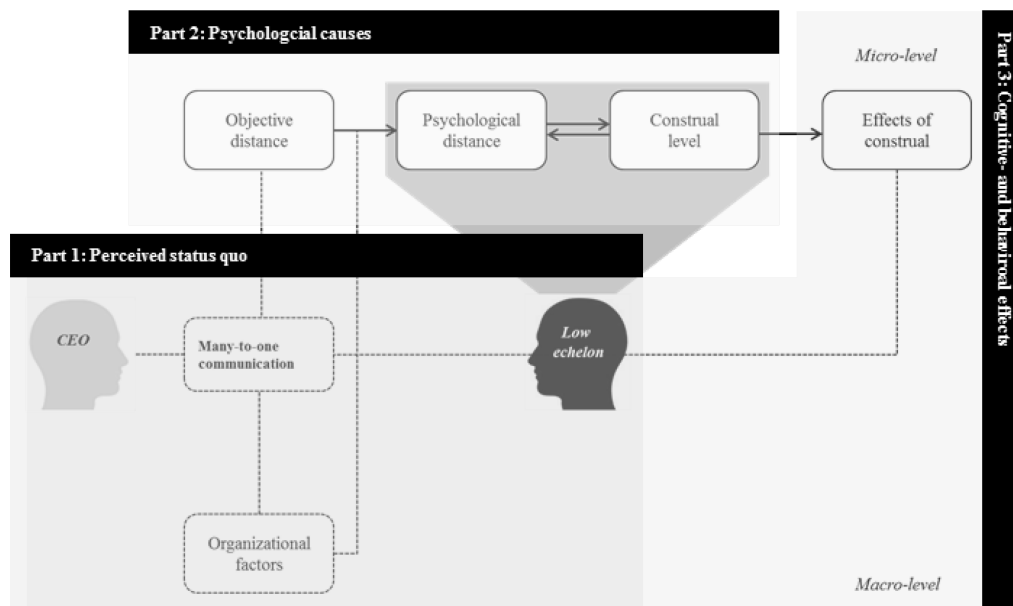 Part 2: Psychologcial causes
Micro-level
Objective
distance
Psychological
distance
Construal
level
Effects of
construal
Part 3: Cognitive- and behaviroal effects
Part 1: Perceived status quo
CEO
Many-to-one
communication
Low
echelon
Organizational
factors
Macro-level